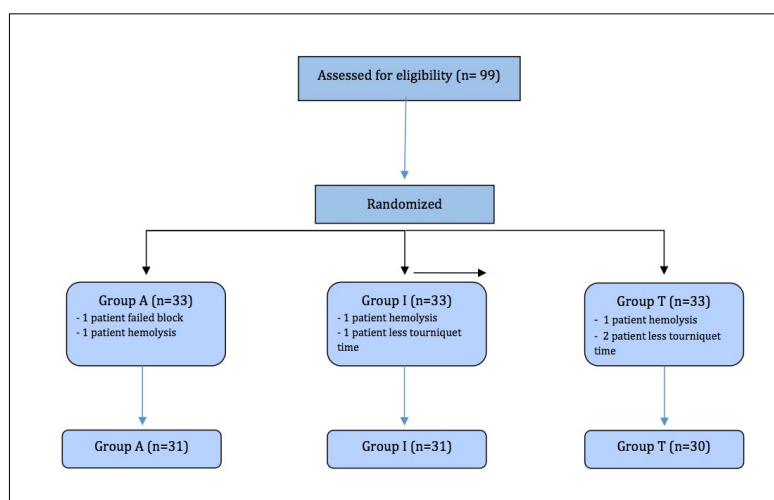 Assessed for eligibility (n= 99)
Randomized
Group A (n=33)
- 1 patient failed block
- 1 patient hemolysis
Group I (n=33)
- 1 patient hemolysis
- 1 patient less tourniquet
time
Group T (n=33)
- 1 patient hemolysis
- 2 patient less tourniquet
time
Group A (n=31)
Group I (n=31)
Group T (n=30)